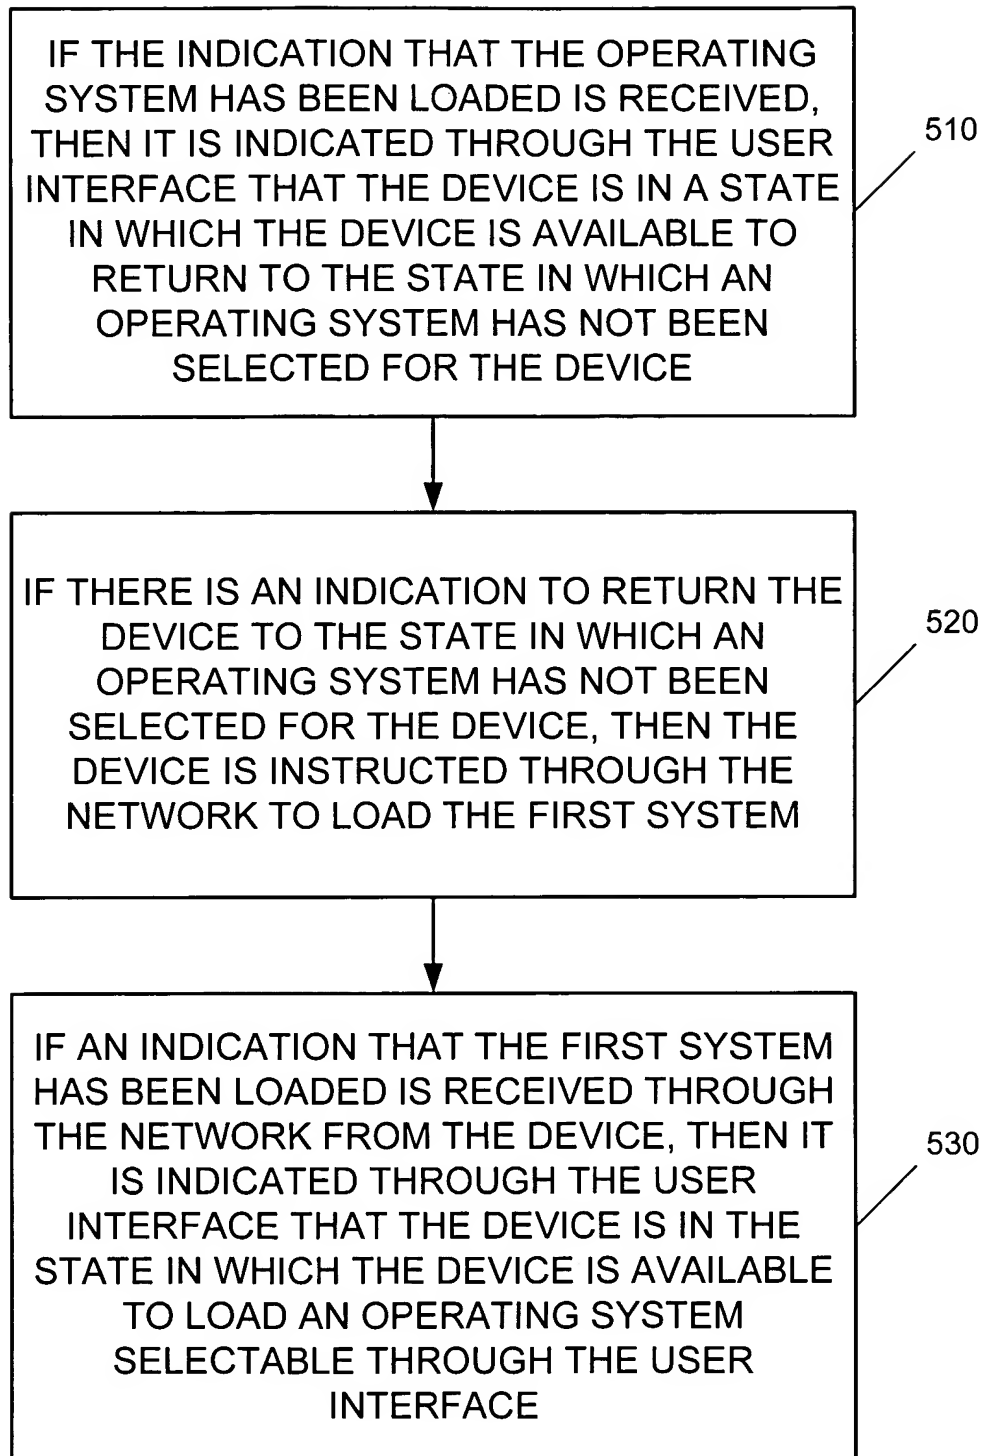 IF THE INDICATION THAT THE OPERATING
SYSTEM HAS BEEN LOADED IS RECEIVED,
THEN IT IS INDICATED THROUGH THE USER
INTERFACE THAT THE DEVICE IS IN A STATE
IN WHICH THE DEVICE IS AVAILABLE TO
RETURN TO THE STATE IN WHICH AN
OPERATING SYSTEM HAS NOT BEEN
SELECTED FOR THE DEVICE
510
IF THERE IS AN INDICATION TO RETURN THE
DEVICE TO THE STATE IN WHICH AN
OPERATING SYSTEM HAS NOT BEEN
SELECTED FOR THE DEVICE, THEN THE
DEVICE IS INSTRUCTED THROUGH THE
NETWORK TO LOAD THE FIRST SYSTEM
520
IF AN INDICATION THAT THE FIRST SYSTEM
HAS BEEN LOADED IS RECEIVED THROUGH
THE NETWORK FROM THE DEVICE, THEN IT
IS INDICATED THROUGH THE USER
INTERFACE THAT THE DEVICE IS IN THE
STATE IN WHICH THE DEVICE IS AVAILABLE
TO LOAD AN OPERATING SYSTEM
SELECTABLE THROUGH THE USER
INTERFACE
530